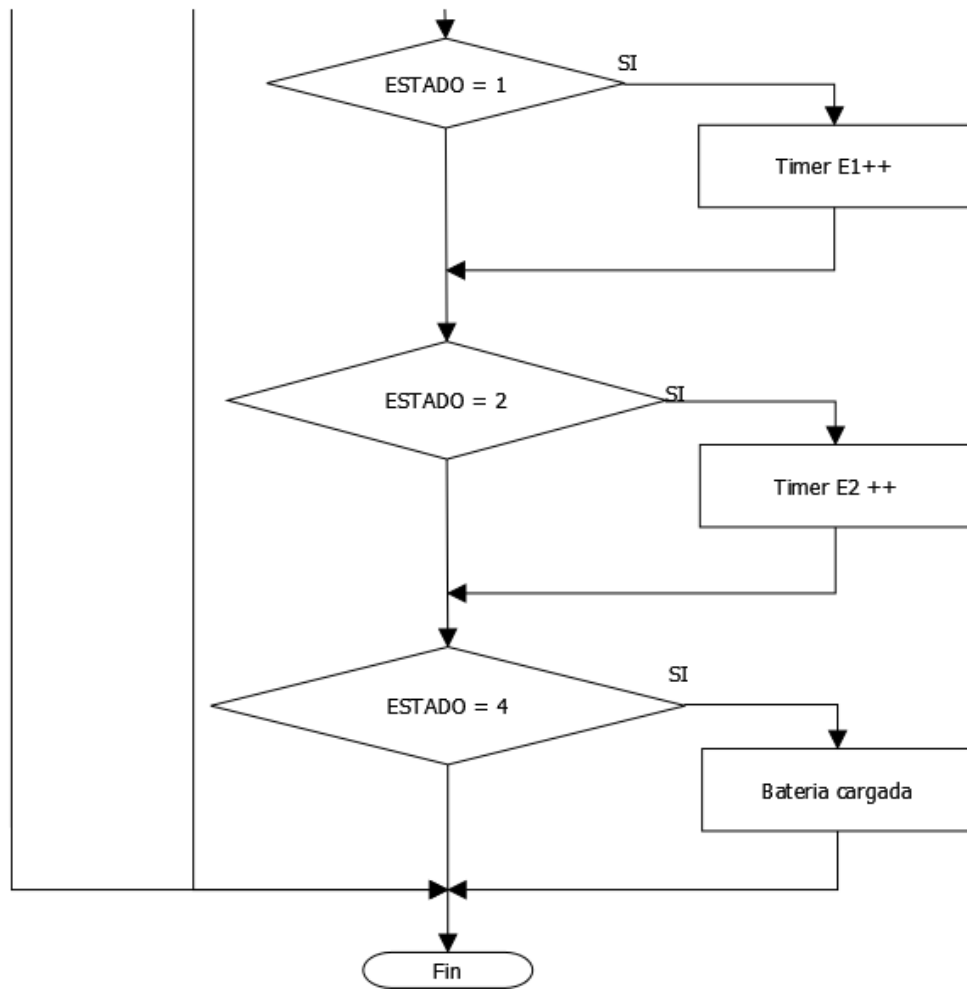 SI
ESTADO = 1
Timer E1++
ESTADO = 2
SI
Timer E2 ++
SI
ESTADO = 4
Bateria cargada
Fin